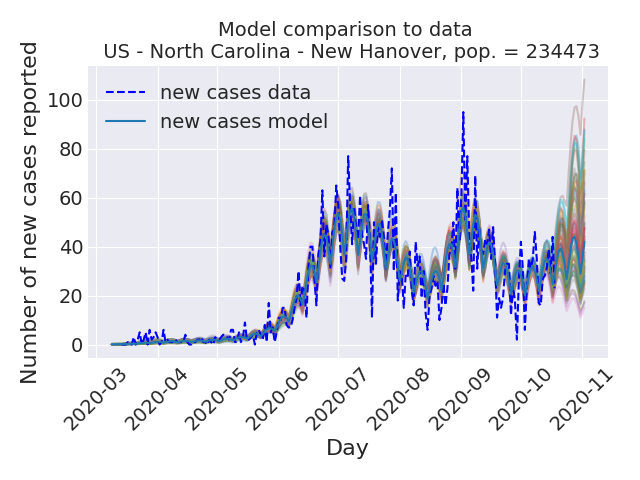 Model comparison to data
US - North Carolina - New Hanover, pop. = 234473
new cases data
new cases model
Number of new cases reported
100
80
60
40
20
0
2020-03
2020-04
2020-05
2020-06
2020-07
2020-08
2020-09
2020-10
2020-11
Day